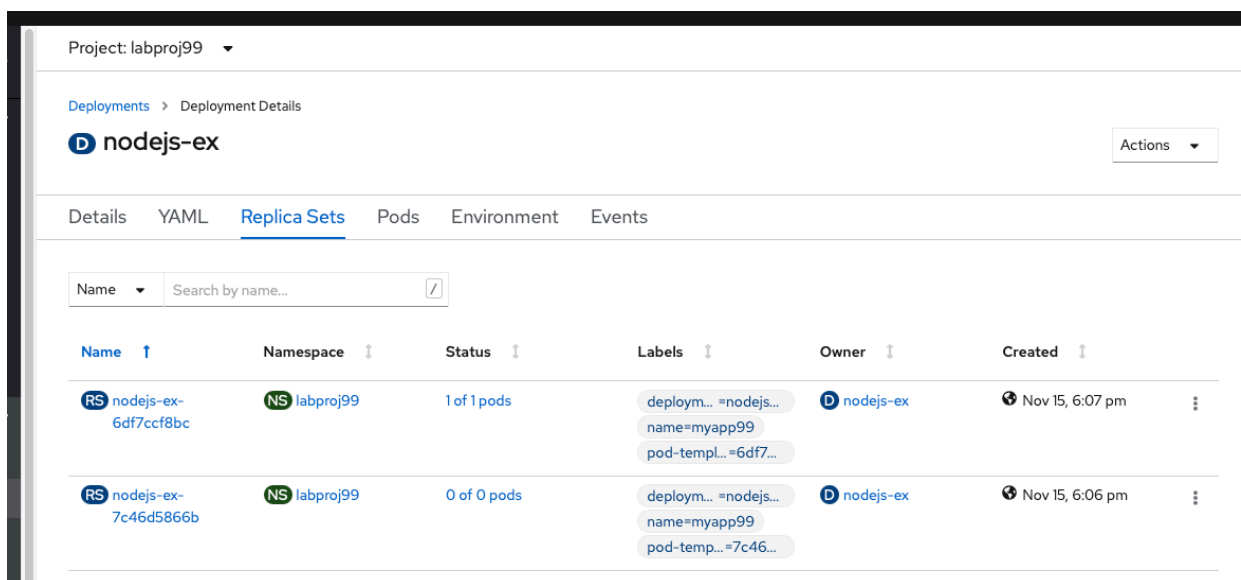 Project: labproj99
Deployments > Deployment Details
D nodejs-ex
Actions
Details YAML Replica Sets Pods Environment Events
Name Search by name... /
Name Namespace Status Labels Owner Created
RS nodejs-ex- NS labproj99 1 of 1 pods deploym... =nodejs... D nodejs-ex Nov 15, 6:07 pm
6df7ccf8bc name=myapp99
pod-templ...=6df7...
RS nodejs-ex- NS labproj99 0 of 0 pods deploym... =nodejs... D nodejs-ex Nov 15, 6:06 pm
7c46d5866b name=myapp99
pod-temp...=7c46...